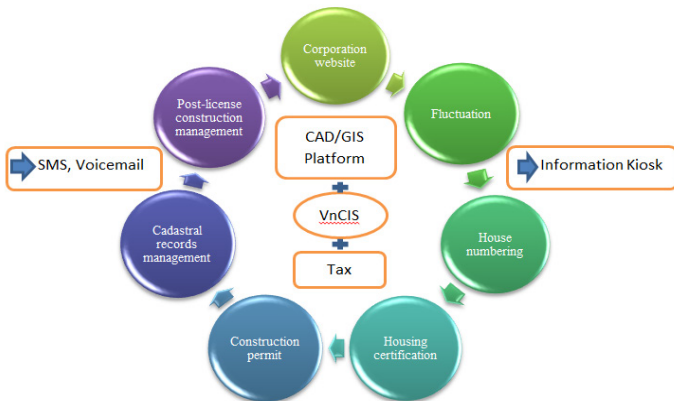 Corporation
website
Fluctuation
House
numbering
Housing
certification
Construction
permit
Cadastral
records
management
Post-license
construction
management
CAD/GIS
Platform
VnCIS
Tax
SMS, Voicemail
Information Kiosk